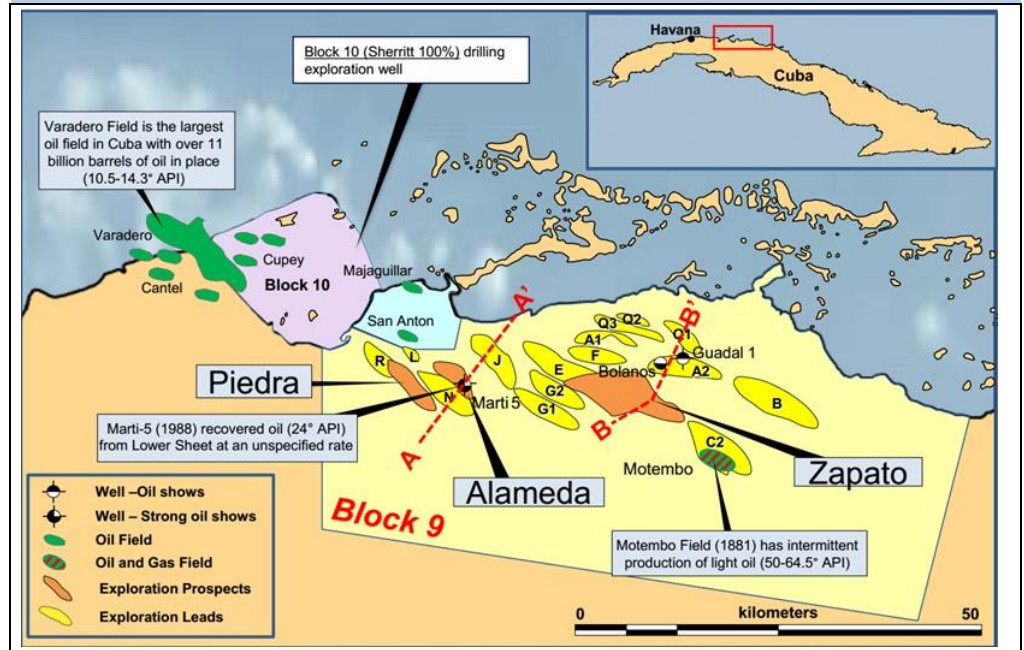 Block 10 (Sherritt 100%) drilling
exploration well
Havana
Cuba
Varadero Field is the largest
oil field in Cuba with over 11
billion barrels of oil in place
(10.5-14.3° API)
Varadero
Cupey
Cantel
Block 10
Majaguillar
San Anton
A'
B'
Q3
Q2
Q1
A1
Guadal 1
R
L
J
F
Bolanos
A2
E
Piedra
N
Marti 5
G2
G1
B
B
Marti-5 (1988) recovered oil (24° API)
from Lower Sheet at an unspecified rate
A
C2
Motembo
Zapato
Alameda
Block 9
Well –Oil shows
Well – Strong oil shows
Oil Field
Oil and Gas Field
Exploration Prospects
Exploration Leads
Motembo Field (1881) has intermittent
production of light oil (50-64.5° API)
0 kilometers 50